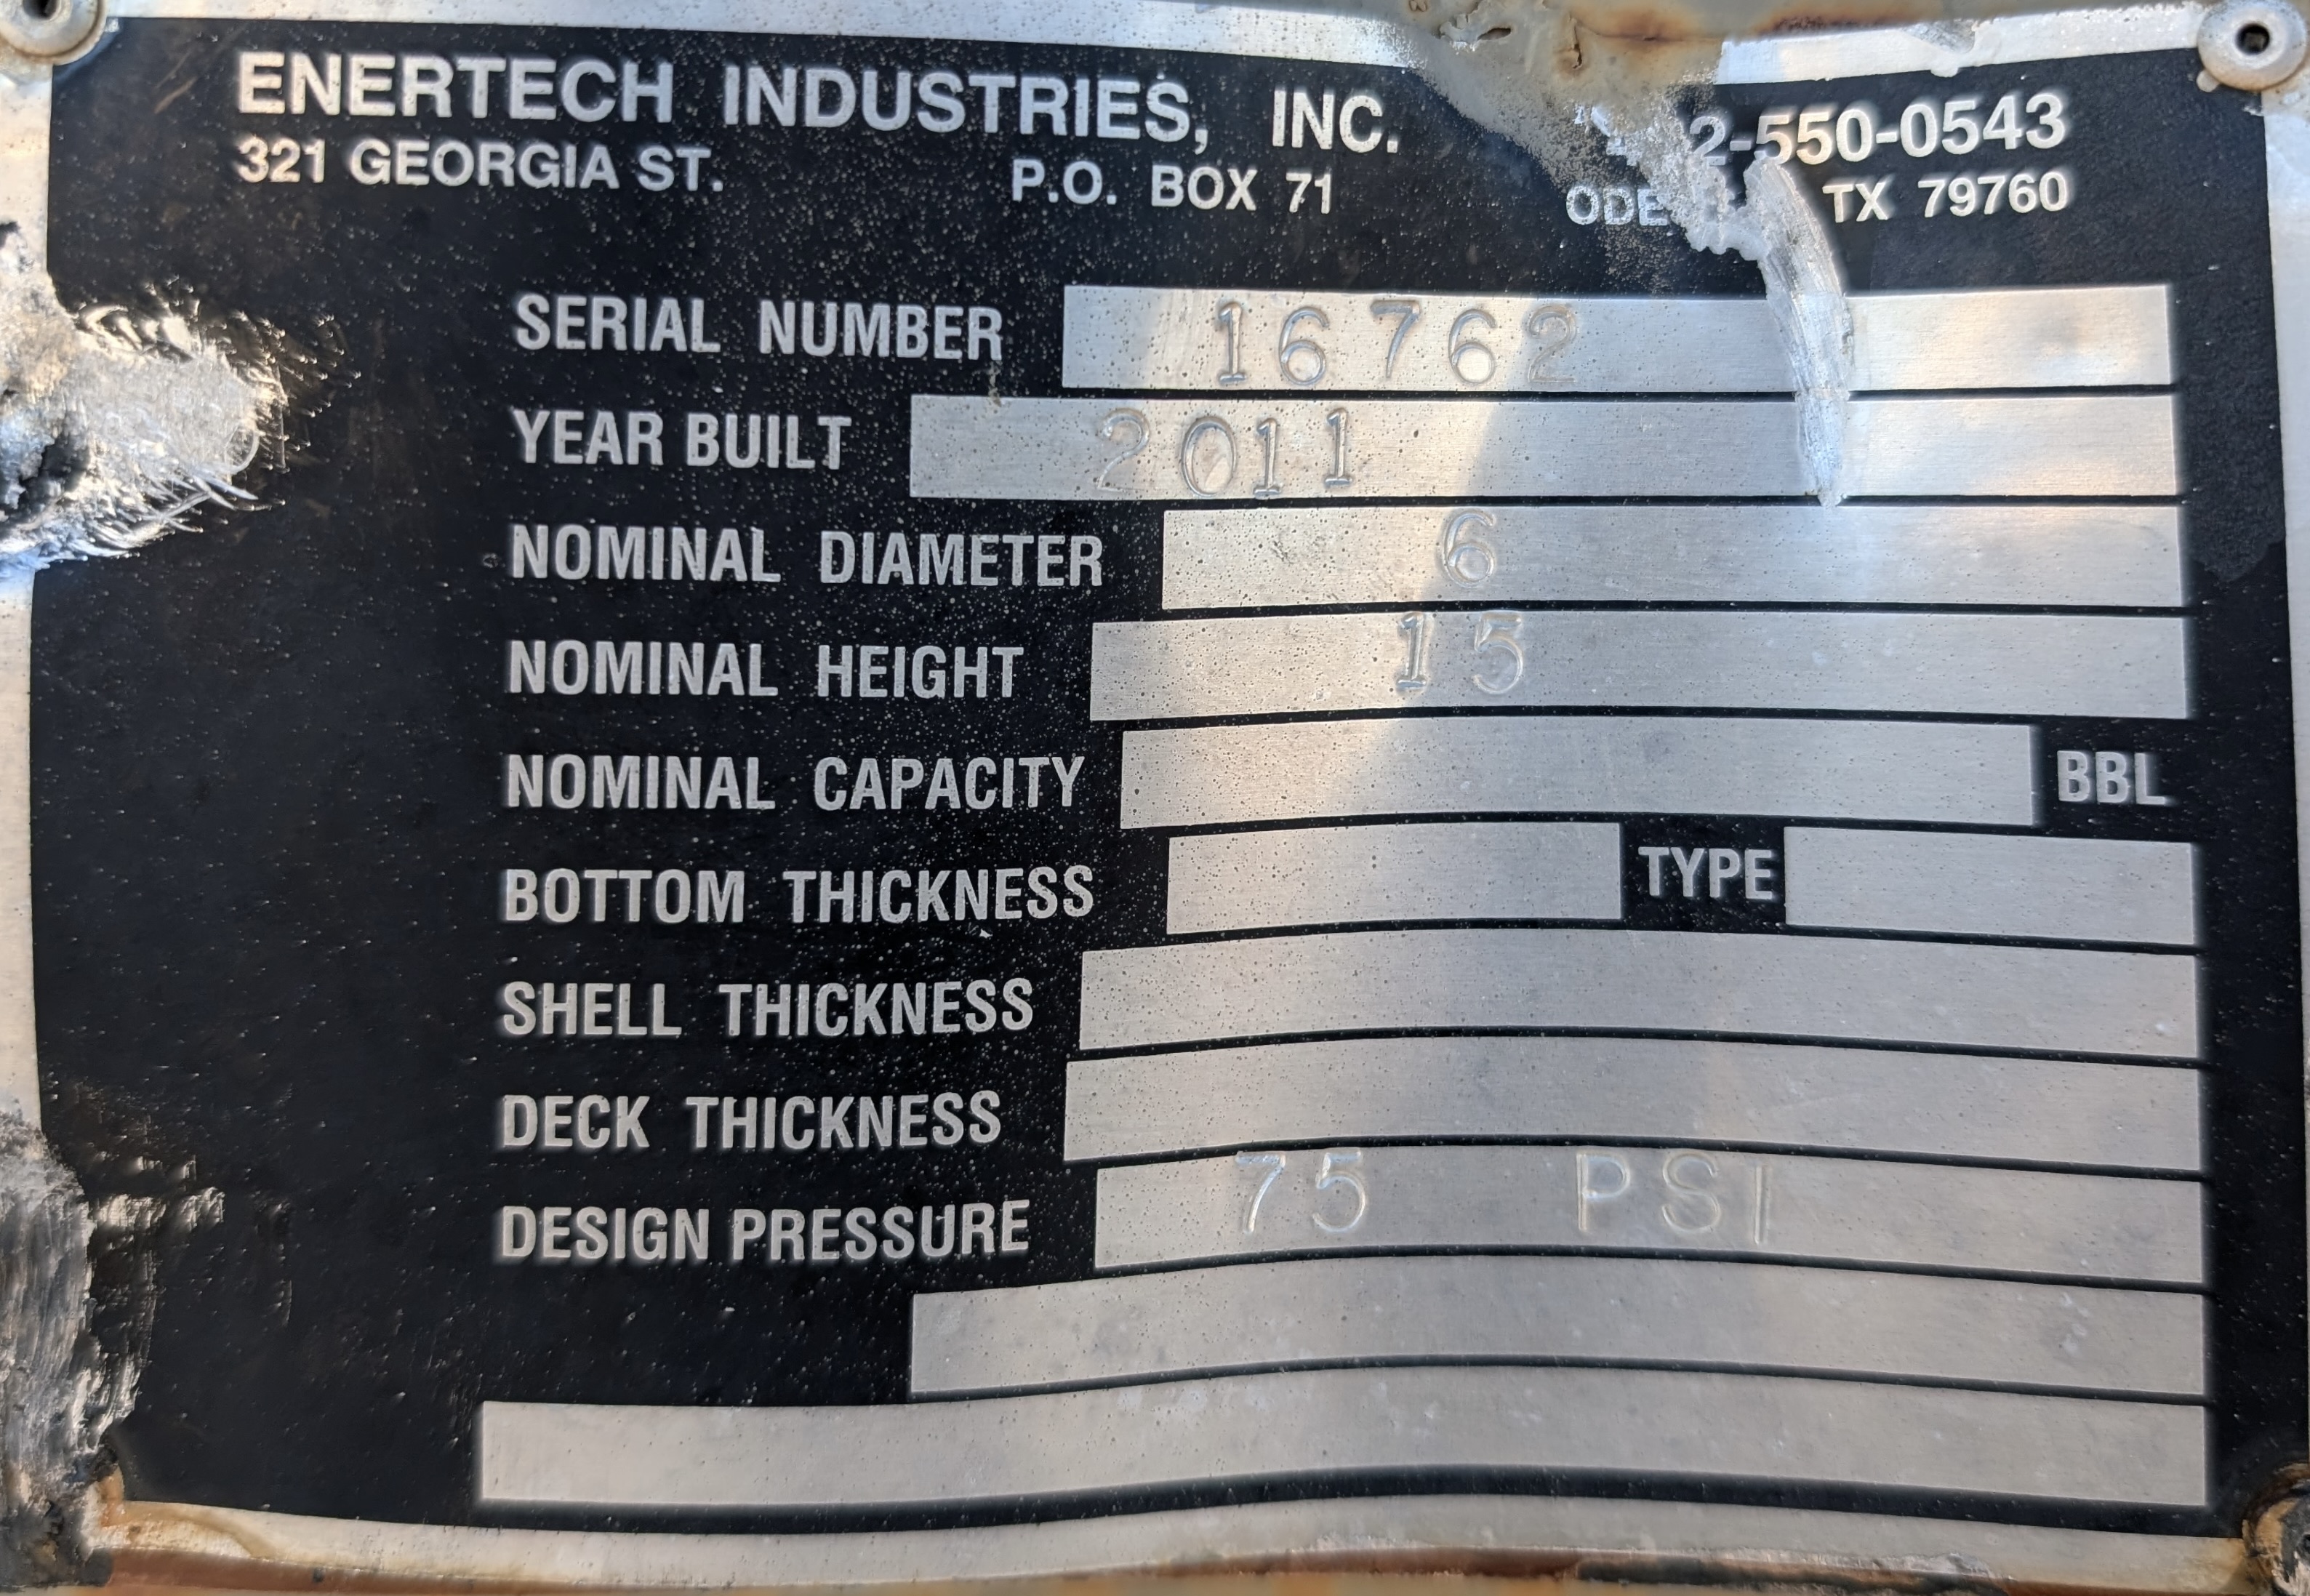 ENERTECH INDUSTRIES, INC. 2-550-0543
321 GEORGIA ST. P.O. BOX 71 TX 79760
SERIAL NUMBER 16762
YEAR BUILT 2011
NOMINAL DIAMETER 6
NOMINAL HEIGHT 15
NOMINAL CAPACITY BBL
BOTTOM THICKNESS TYPE
SHELL THICKNESS
DECK THICKNESS
DESIGN PRESSURE 75 PSI